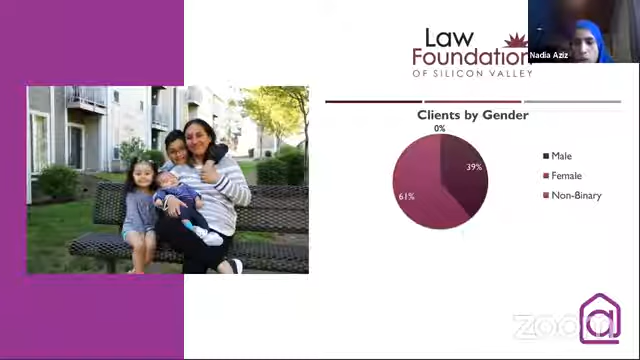 Law
Foundation
OF SILICON VALLEY
Nadia Aziz
Clients by Gender
0%
39%
61%
Male
Female
Non-Binary
zoom